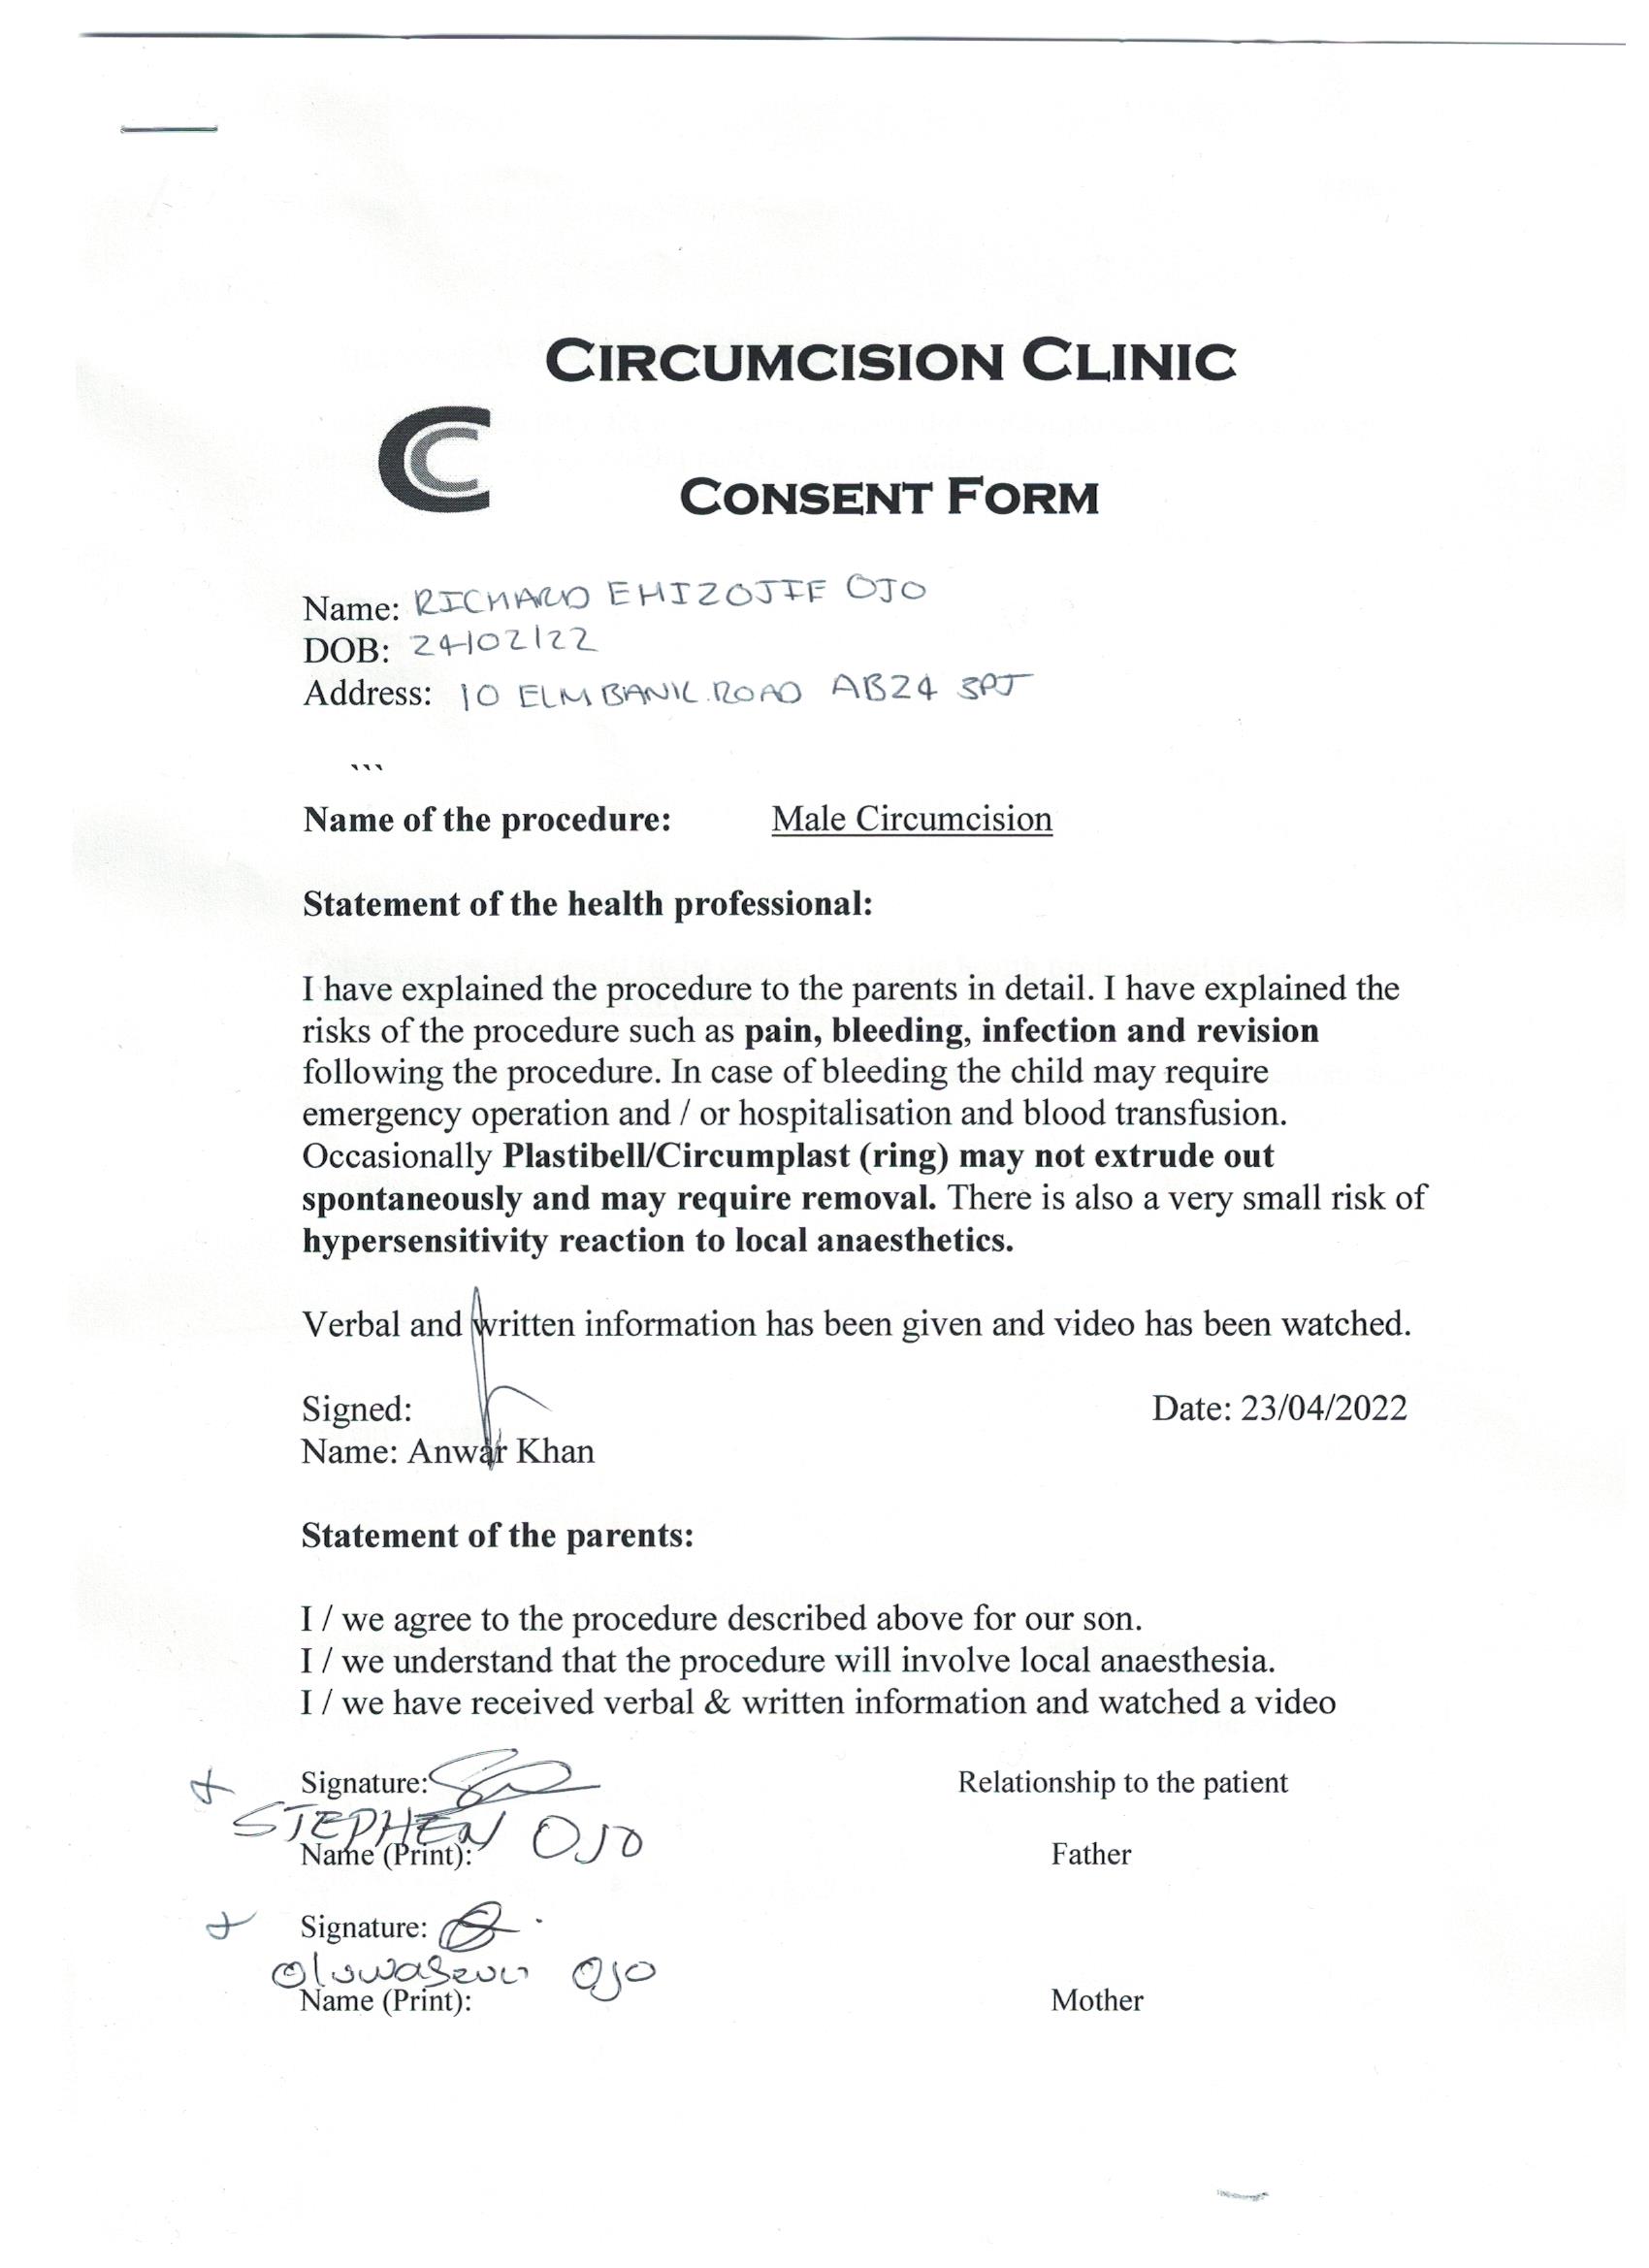 CIRCUMCISION CLINIC
CC
CONSENT FORM
Name: RICHARD EHIZOJIE OJO
DOB: 24/02/22
Address: 10 ELMBANK ROAD AB24 3PJ
```
Name of the procedure: Male Circumcision
Statement of the health professional:
I have explained the procedure to the parents in detail. I have explained the
risks of the procedure such as pain, bleeding, infection and revision
following the procedure. In case of bleeding the child may require
emergency operation and / or hospitalisation and blood transfusion.
Occasionally Plastibell/Circumplast (ring) may not extrude out
spontaneously and may require removal. There is also a very small risk of
hypersensitivity reaction to local anaesthetics.
Verbal and written information has been given and video has been watched.
Signed: Date: 23/04/2022
Name: Anwar Khan
Statement of the parents:
I / we agree to the procedure described above for our son.
I / we understand that the procedure will involve local anaesthesia.
I / we have received verbal & written information and watched a video
Signature: Relationship to the patient
STEPHEN OJO
Name (Print): Father
Signature:
Oluwaseun Ojo
Name (Print): Mother